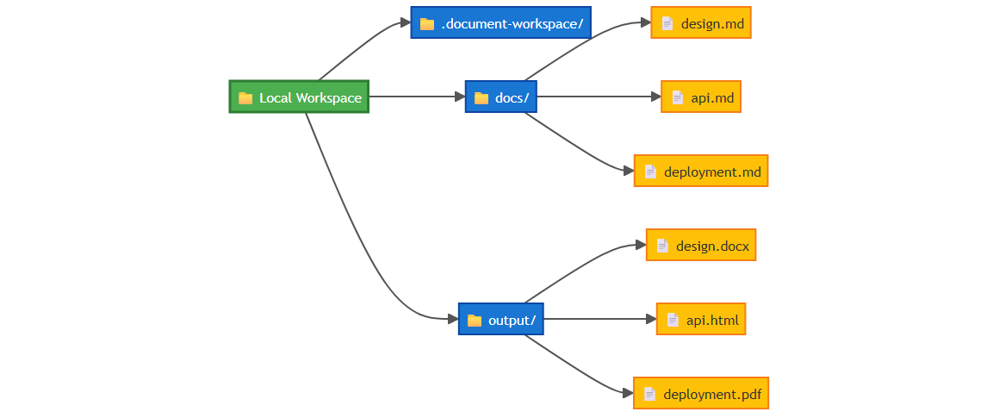 .document-workspace/
design.md
Local Workspace
docs/
api.md
deployment.md
design.docx
output/
api.html
deployment.pdf